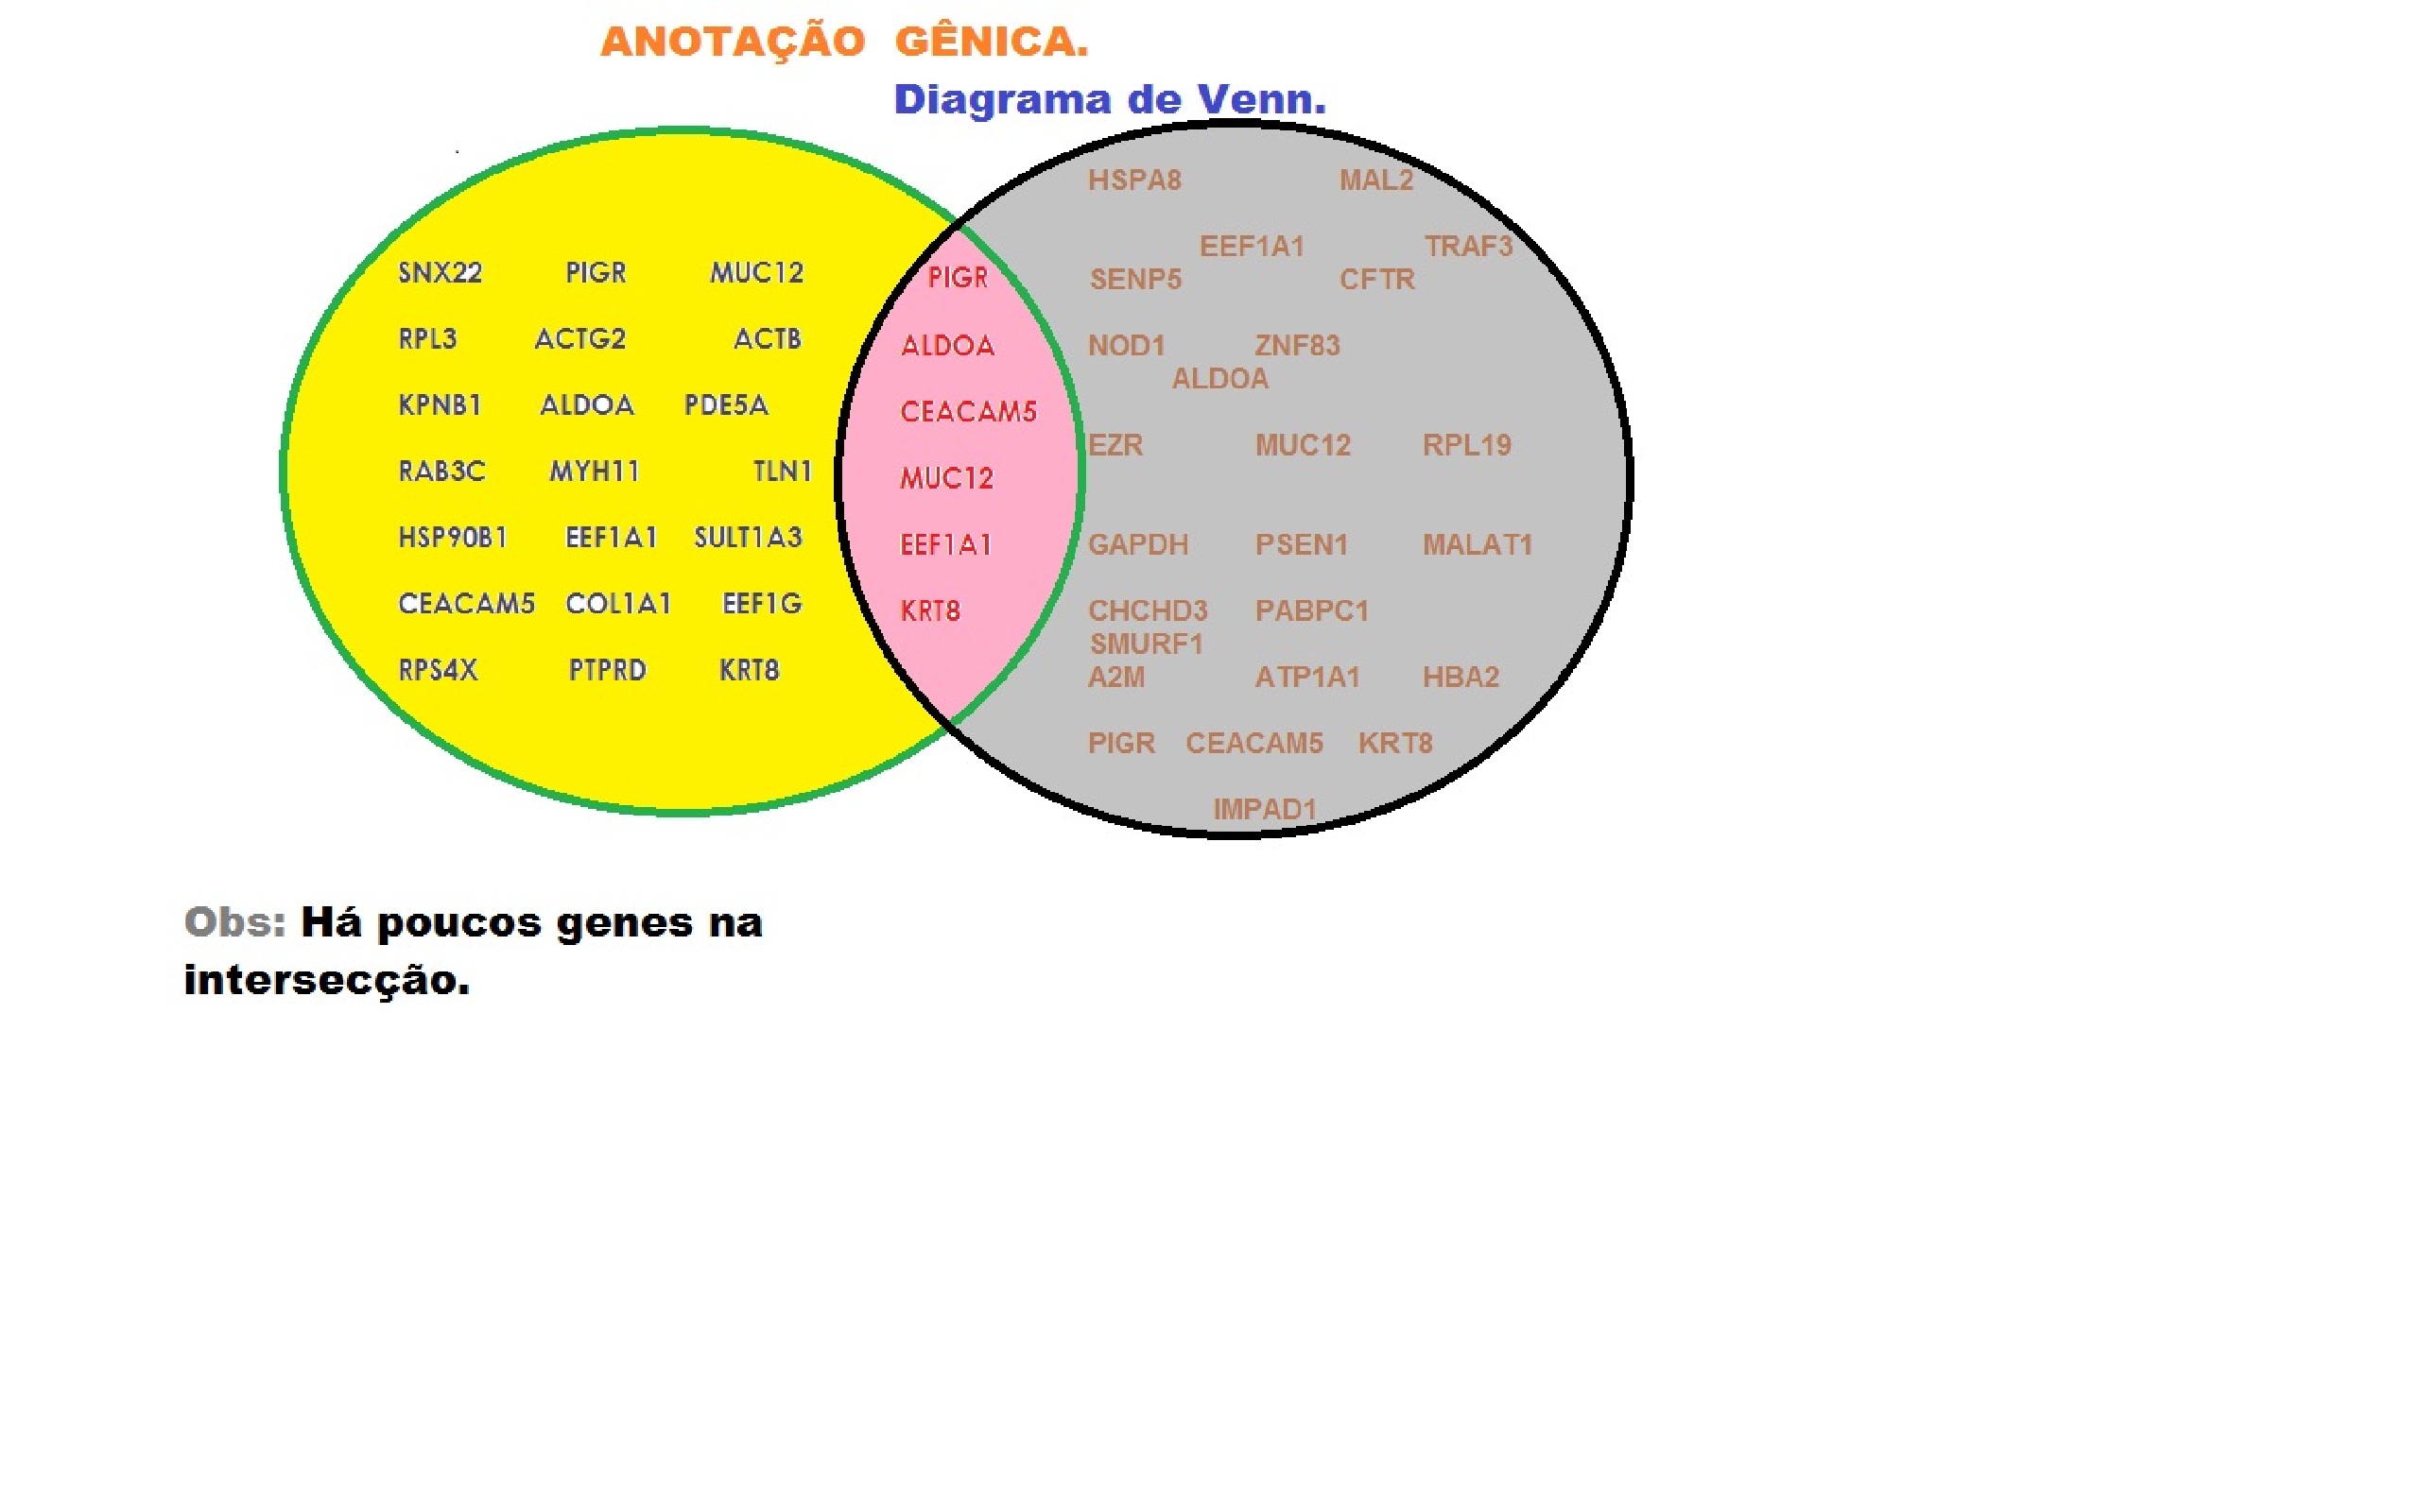 ANOTAÇÃO GÊNICA.
Diagrama de Venn.
SNX22 PIGR MUC12
RPL3 ACTG2 ACTB
KPNB1 ALDOA PDE5A
RAB3C MYH11 TLN1
HSP90B1 EEF1A1 SULT1A3
CEACAM5 COL1A1 EEF1G
RPS4X PTPRD KRT8
PIGR
ALDOA
CEACAM5
MUC12
EEF1A1
KRT8
HSPA8 MAL2
EEF1A1 TRAF3
SENP5 CFTR
NOD1 ZNF83
ALDOA
EZR MUC12 RPL19
GAPDH PSEN1 MALAT1
CHCHD3 PABPC1
SMURF1
A2M ATP1A1 HBA2
PIGR CEACAM5 KRT8
IMPAD1
Obs: Há poucos genes na
intersecção.